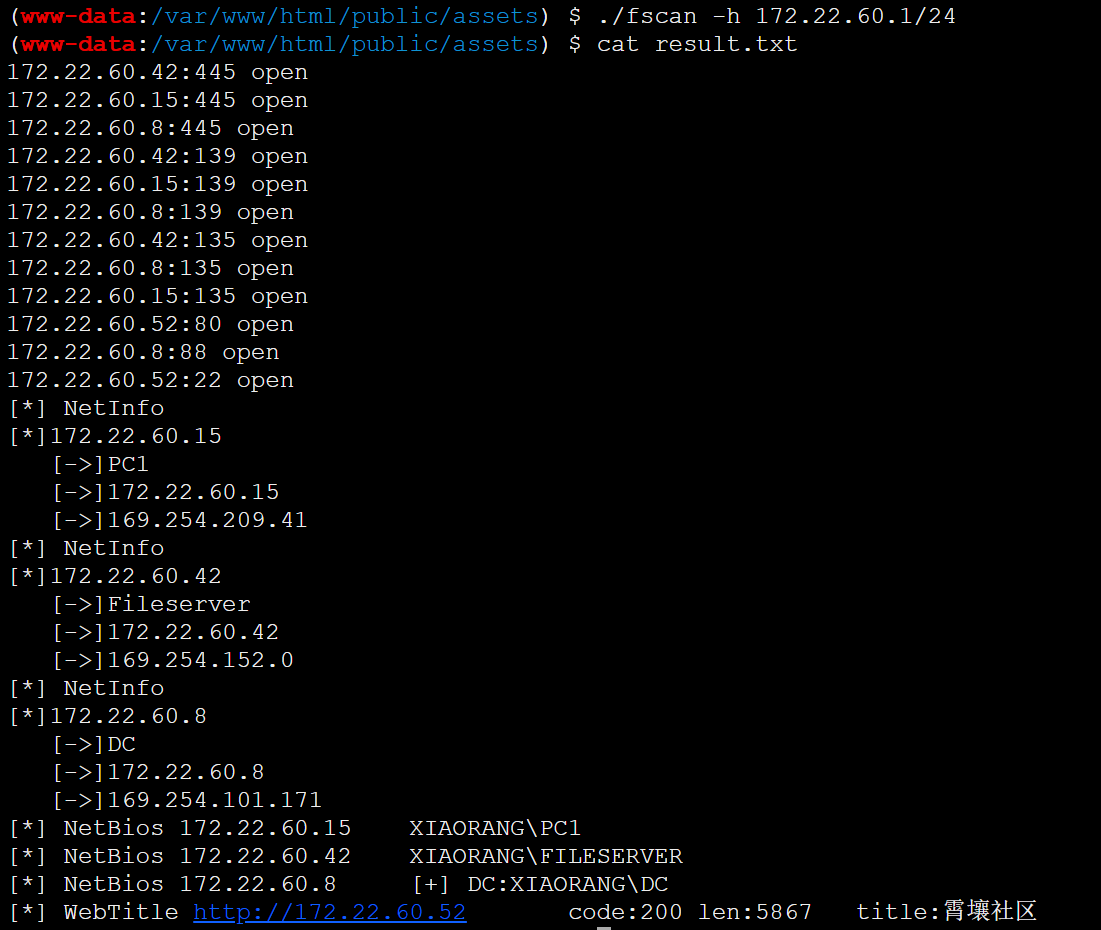 (www-data:/var/www/html/public/assets) $ ./fscan -h 172.22.60.1/24
(www-data:/var/www/html/public/assets) $ cat result.txt
172.22.60.42:445 open
172.22.60.15:445 open
172.22.60.8:445 open
172.22.60.42:139 open
172.22.60.15:139 open
172.22.60.8:139 open
172.22.60.42:135 open
172.22.60.8:135 open
172.22.60.15:135 open
172.22.60.52:80 open
172.22.60.8:88 open
172.22.60.52:22 open
[*] NetInfo
[*]172.22.60.15
   [->]PC1
   [->]172.22.60.15
   [->]169.254.209.41
[*] NetInfo
[*]172.22.60.42
   [->]Fileserver
   [->]172.22.60.42
   [->]169.254.152.0
[*] NetInfo
[*]172.22.60.8
   [->]DC
   [->]172.22.60.8
   [->]169.254.101.171
[*] NetBios 172.22.60.15    XIAORANG\PC1
[*] NetBios 172.22.60.42    XIAORANG\FILESERVER
[*] NetBios 172.22.60.8     [+] DC:XIAORANG\DC
[*] WebTitle http://172.22.60.52       code:200 len:5867   title:霄壤社区